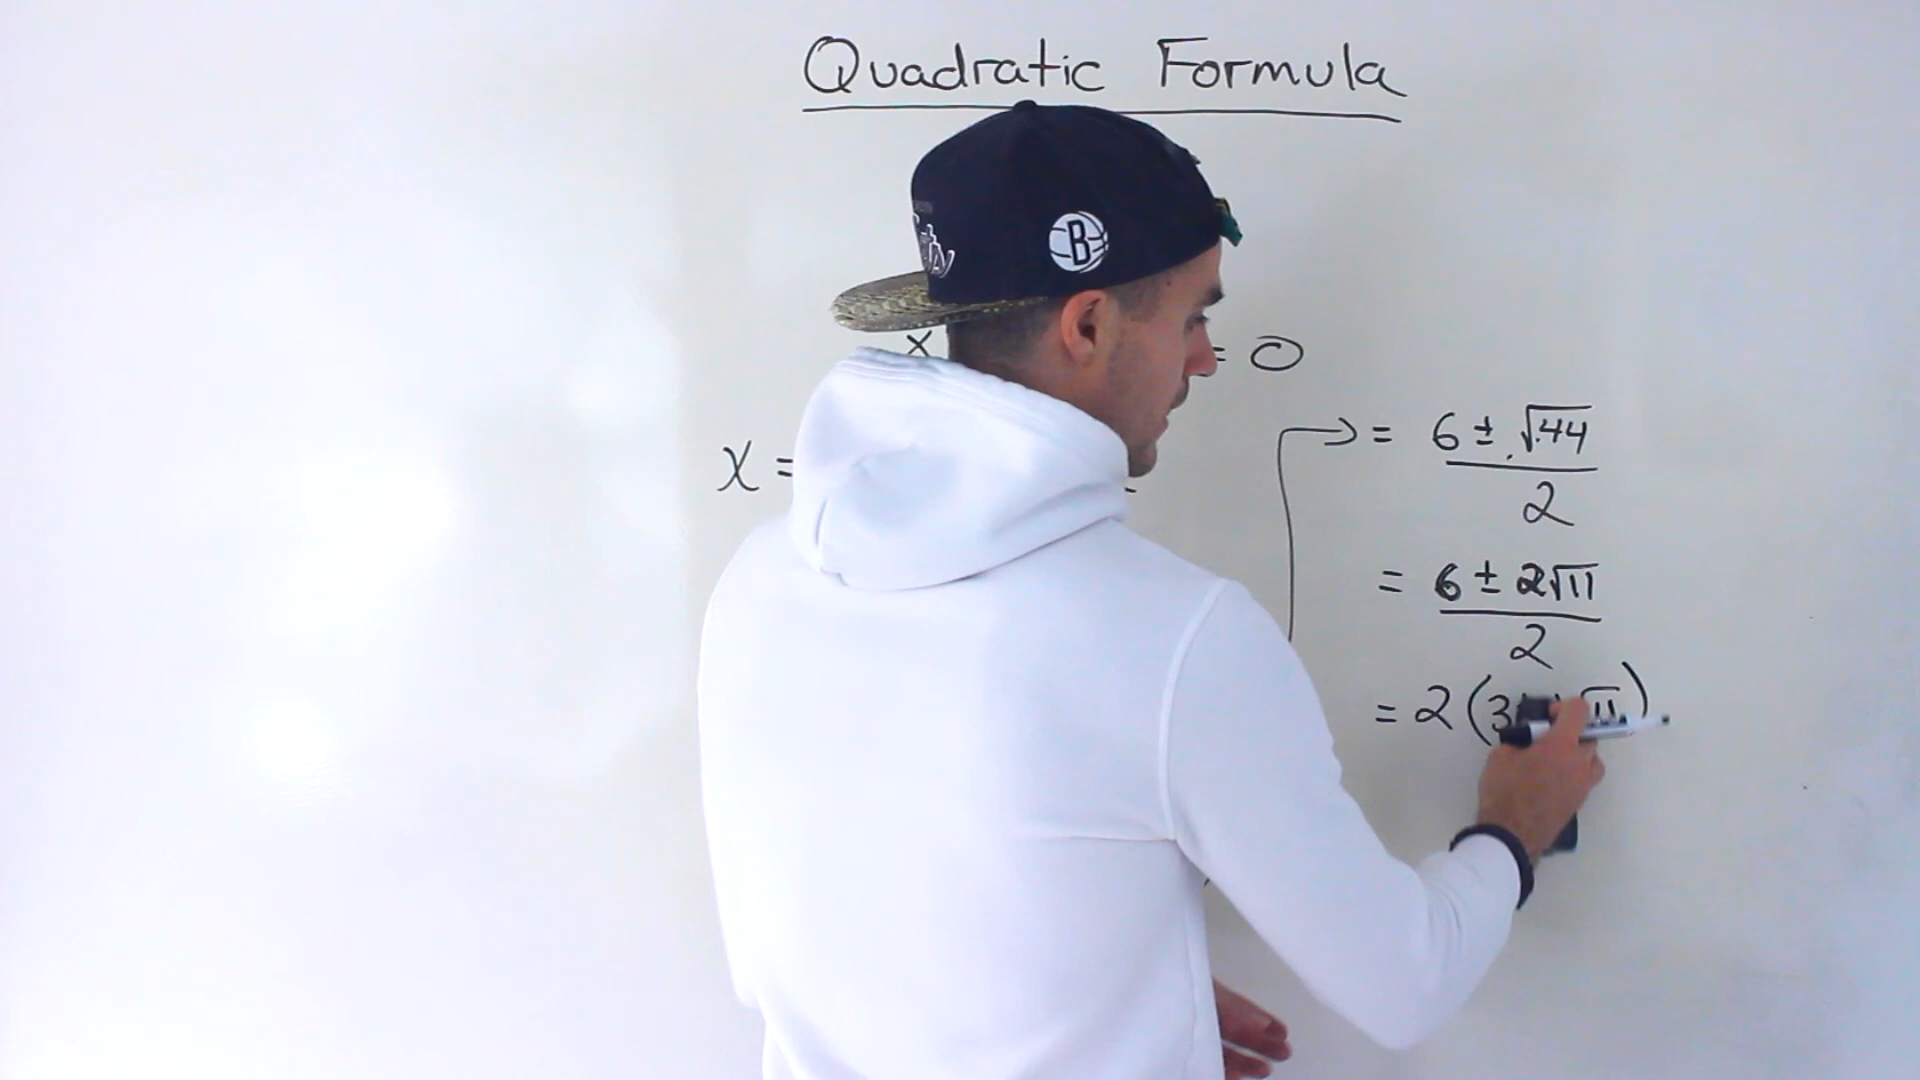 Quadratic Formula
B
x = 0
x =
= 6 ± √44
2
= 6 ± 2√11
2
= 2(3 √11)